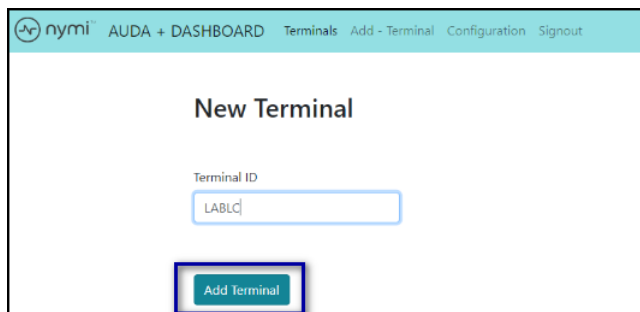 nymi™ AUDA + DASHBOARD Terminals Add - Terminal Configuration Signout
New Terminal
Terminal ID
LABLC
Add Terminal